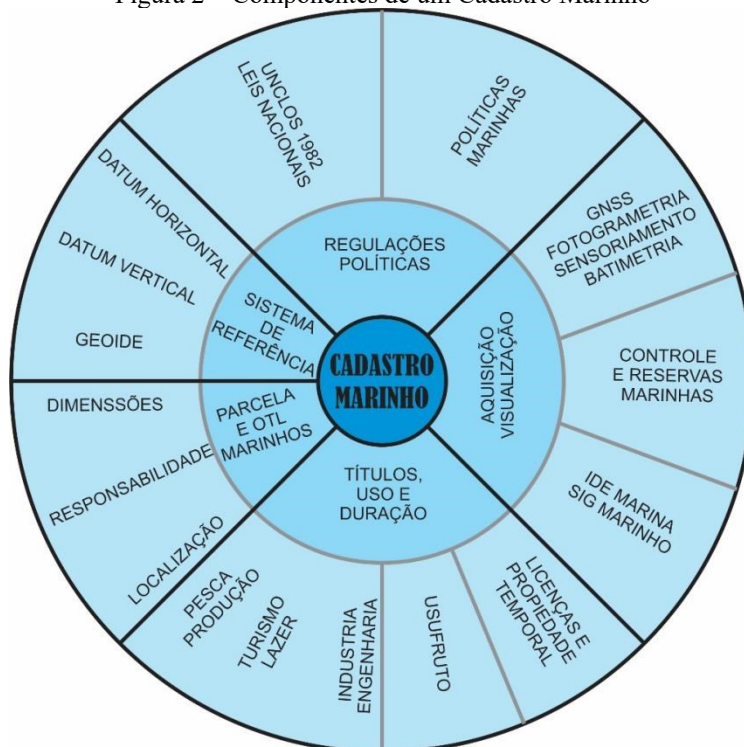 Figura 2 – Componentes de um Cadastro Marinho
UNCLOS 1982
LEIS NACIONAIS
POLÍTICAS
MARINHAS
DATUM HORIZONTAL
DATUM VERTICAL
GEOIDE
GNSS
FOTOGRAMETRIA
SENSORIAMENTO
BATIMETRIA
REGULAÇÕES
POLÍTICAS
SISTEMA
DE
REFERÊNCIA
CADASTRO
MARINHO
AQUISIÇÃO
VISUALIZAÇÃO
CONTROLE
E RESERVAS
MARINHAS
DIMENSSÕES
RESPONSABILIDADE
LOCALIZAÇÃO
PARCELA
E OTL
MARINHOS
TÍTULOS,
USO E
DURAÇÃO
IDE MARINA
SIG MARINHO
PESCA
PRODUÇÃO
TURISMO
LAZER
INDUSTRIA
ENGENHARIA
USUFRUTO
LICENÇAS E
PROPIEDADE
TEMPORAL